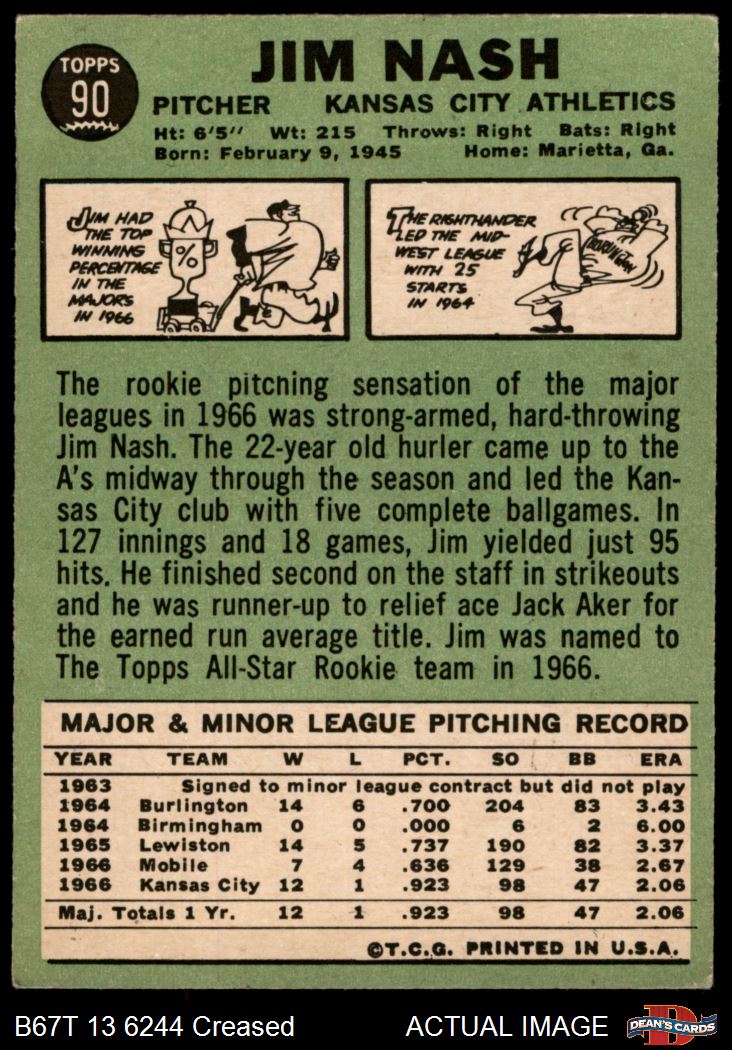 TOPPS
90
JIM NASH
PITCHER KANSAS CITY ATHLETICS
Ht: 6'5" Wt: 215 Throws: Right Bats: Right
Born: February 9, 1945 Home: Marietta, Ga.
JIM HAD
THE TOP
WINNING
PERCENTAGE
IN THE
MAJORS
IN 1966
%
THE RIGHTHANDER
LED THE MID-
WEST LEAGUE
WITH 25
STARTS
IN 1964
The rookie pitching sensation of the major
leagues in 1966 was strong-armed, hard-throwing
Jim Nash. The 22-year old hurler came up to the
A's midway through the season and led the Kan-
sas City club with five complete ballgames. In
127 innings and 18 games, Jim yielded just 95
hits. He finished second on the staff in strikeouts
and he was runner-up to relief ace Jack Aker for
the earned run average title. Jim was named to
The Topps All-Star Rookie team in 1966.
MAJOR & MINOR LEAGUE PITCHING RECORD
YEAR TEAM W L PCT. SO BB ERA
1963 Signed to minor league contract but did not play
1964 Burlington 14 6 .700 204 83 3.43
1964 Birmingham 0 0 .000 6 2 6.00
1965 Lewiston 14 5 .737 190 82 3.37
1966 Mobile 7 4 .636 129 38 2.67
1966 Kansas City 12 1 .923 98 47 2.06
Maj. Totals 1 Yr. 12 1 .923 98 47 2.06
©T.C.G. PRINTED IN U.S.A.
B67T 13 6244 Creased ACTUAL IMAGE
DEAN'S CARDS